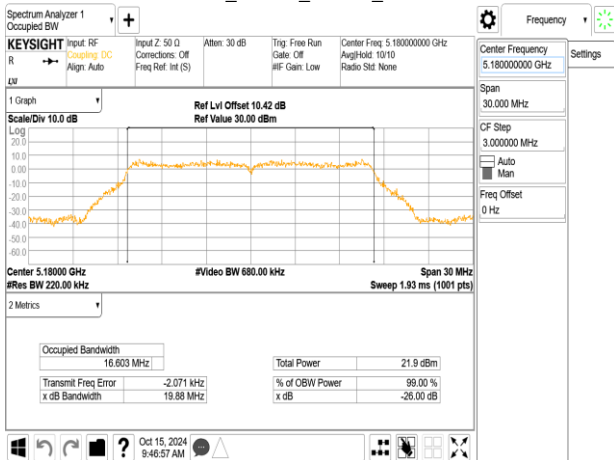 Spectrum Analyzer 1
Occupied BW
Frequency
KEYSIGHT
R
LXI
Input: RF
Coupling: DC
Align: Auto
Input Z: 50 Ω
Corrections: Off
Freq Ref: Int (S)
Atten: 30 dB
Trig: Free Run
Gate: Off
#IF Gain: Low
Center Freq: 5.180000000 GHz
Avg|Hold: 10/10
Radio Std: None
Center Frequency
5.180000000 GHz
Settings
Span
30.000 MHz
CF Step
3.000000 MHz
Auto
Man
Freq Offset
0 Hz
1 Graph
Scale/Div 10.0 dB
Ref Lvl Offset 10.42 dB
Ref Value 30.00 dBm
Log
20.0
10.0
0.00
-10.0
-20.0
-30.0
-40.0
-50.0
-60.0
Center 5.18000 GHz
#Video BW 680.00 kHz
Span 30 MHz
#Res BW 220.00 kHz
Sweep 1.93 ms (1001 pts)
2 Metrics
Occupied Bandwidth
16.603 MHz
Total Power 21.9 dBm
Transmit Freq Error -2.071 kHz
% of OBW Power 99.00 %
x dB Bandwidth 19.88 MHz
x dB -26.00 dB
?
Oct 15, 2024
9:46:57 AM